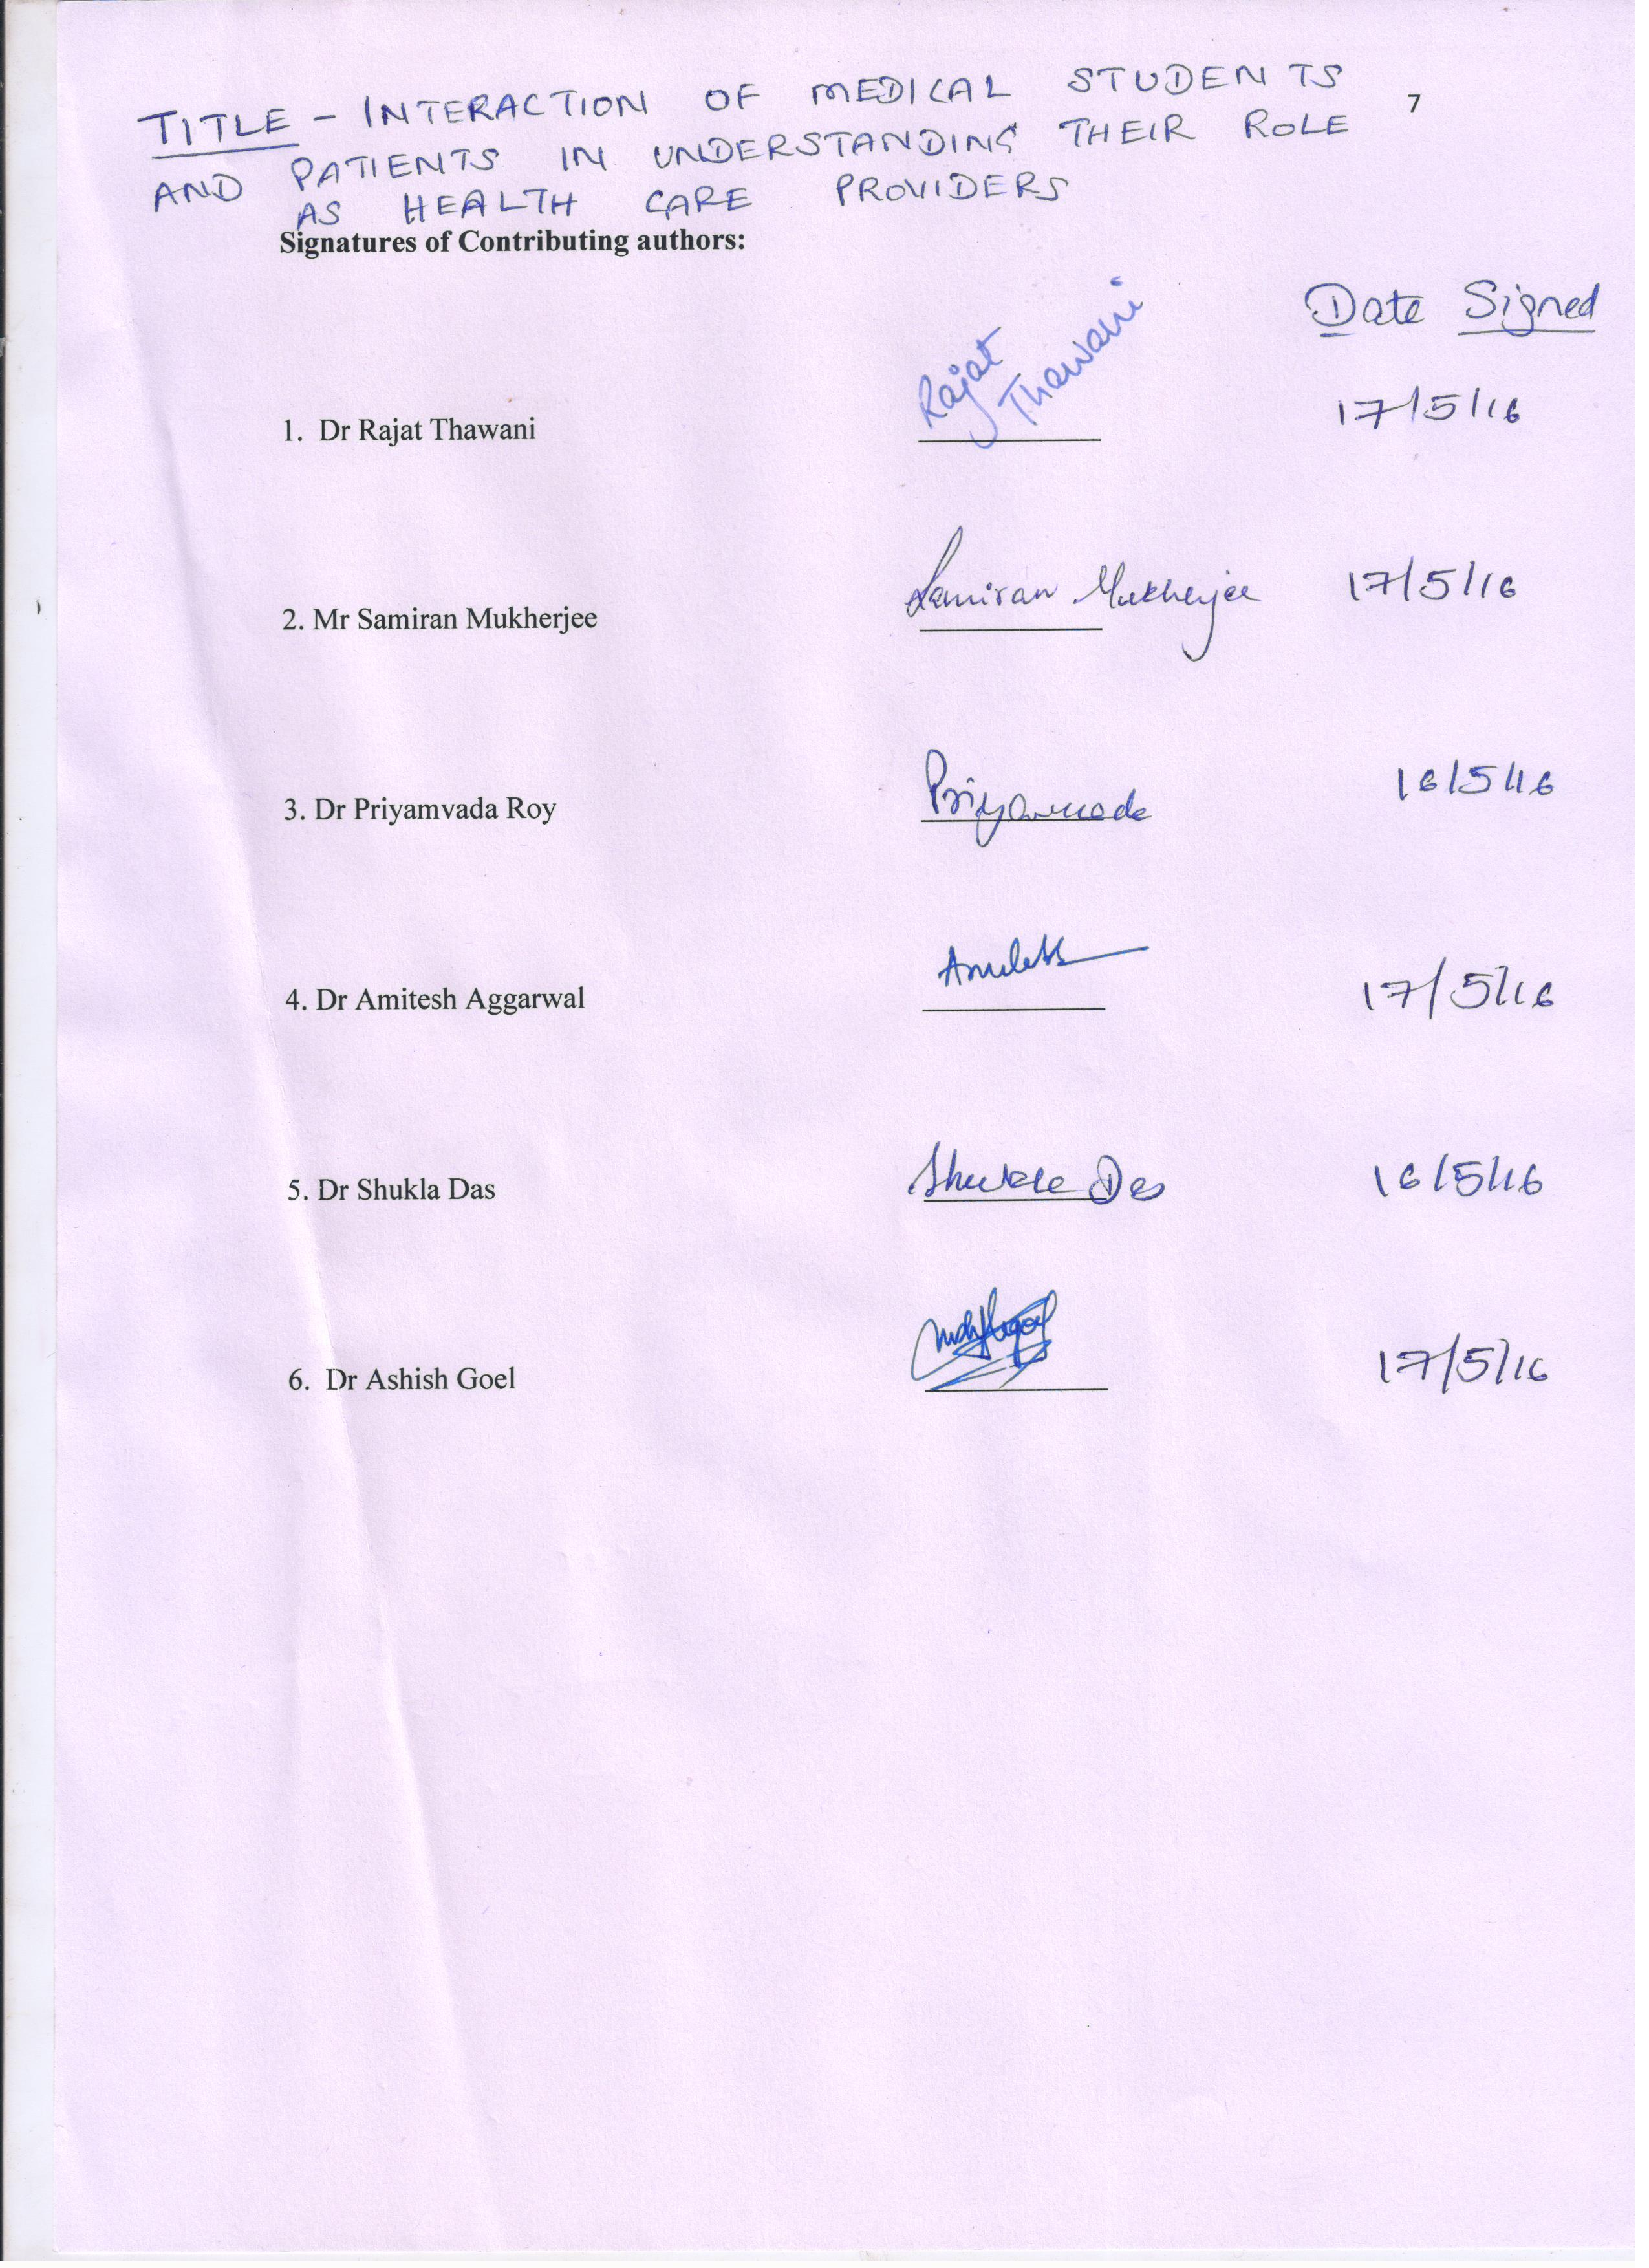 TITLE - INTERACTION OF MEDICAL STUDENTS
7
AND PATIENTS IN UNDERSTANDING THEIR ROLE
AS HEALTH CARE PROVIDERS
Signatures of Contributing authors:
Date Signed
1. Dr Rajat Thawani Rajat Thawani 17/5/16
2. Mr Samiran Mukherjee Samiran Mukherjee 17/5/16
3. Dr Priyamvada Roy Priyamvada 16/5/16
4. Dr Amitesh Aggarwal 17/5/16
5. Dr Shukla Das Shukla Das 16/5/16
6. Dr Ashish Goel 17/5/16